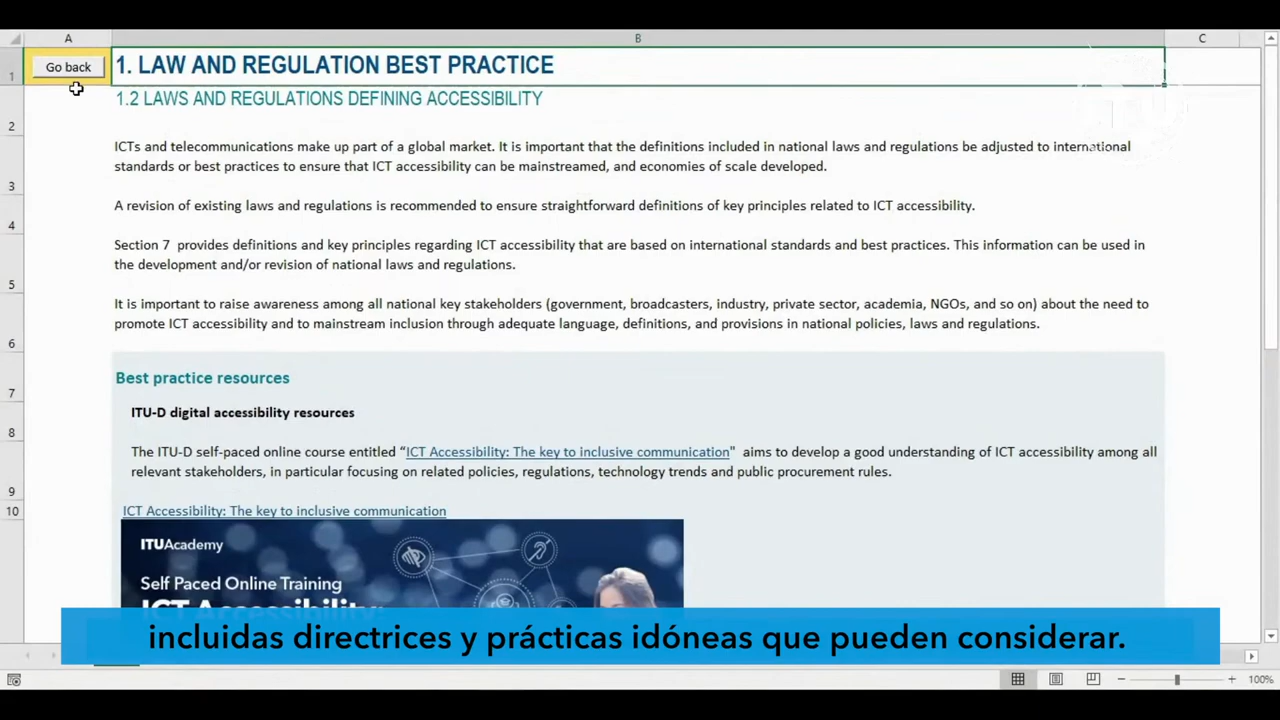 A B C
1 Go back 1. LAW AND REGULATION BEST PRACTICE
2 1.2 LAWS AND REGULATIONS DEFINING ACCESSIBILITY
ICTs and telecommunications make up part of a global market. It is important that the definitions included in national laws and regulations be adjusted to international
3 standards or best practices to ensure that ICT accessibility can be mainstreamed, and economies of scale developed.
4 A revision of existing laws and regulations is recommended to ensure straightforward definitions of key principles related to ICT accessibility.
Section 7 provides definitions and key principles regarding ICT accessibility that are based on international standards and best practices. This information can be used in
5 the development and/or revision of national laws and regulations.
It is important to raise awareness among all national key stakeholders (government, broadcasters, industry, private sector, academia, NGOs, and so on) about the need to
6 promote ICT accessibility and to mainstream inclusion through adequate language, definitions, and provisions in national policies, laws and regulations.
7 Best practice resources
8 ITU-D digital accessibility resources
The ITU-D self-paced online course entitled “ICT Accessibility: The key to inclusive communication" aims to develop a good understanding of ICT accessibility among all
9 relevant stakeholders, in particular focusing on related policies, regulations, technology trends and public procurement rules.
10 ICT Accessibility: The key to inclusive communication
ITUAcademy
Self Paced Online Training
ICT Accessibility:
incluidas directrices y prácticas idóneas que pueden considerar.
100%
ITU